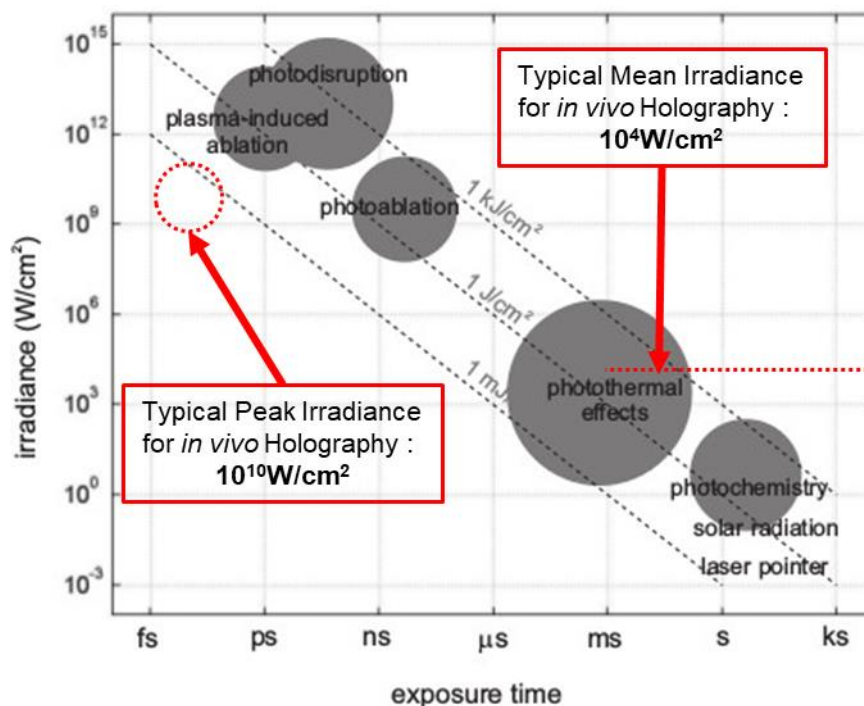 10¹⁵
10¹²
10⁹
10⁶
10³
10⁰
10⁻³
irradiance (W/cm²)
photodisruption
plasma-induced
ablation
photoablation
1 kJ/cm²
1 J/cm²
1 mJ/
photothermal
effects
photochemistry
solar radiation
laser pointer
Typical Mean Irradiance
for in vivo Holography :
10⁴W/cm²
Typical Peak Irradiance
for in vivo Holography :
10¹⁰W/cm²
fs ps ns μs ms s ks
exposure time